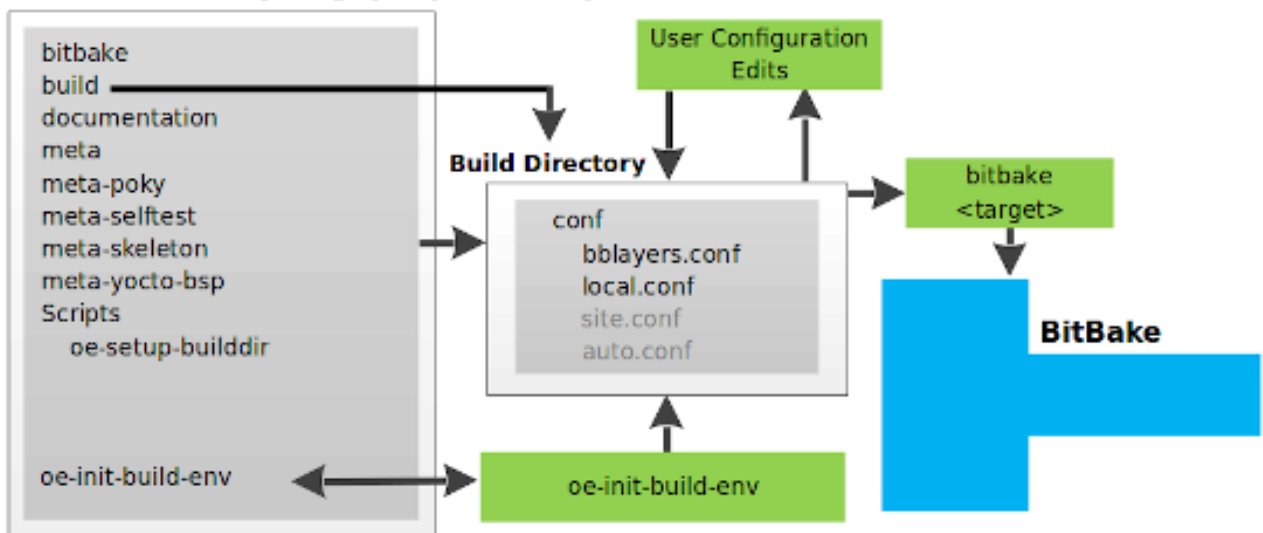 bitbake
build
documentation
meta
meta-poky
meta-selftest
meta-skeleton
meta-yocto-bsp
Scripts
oe-setup-builddir
oe-init-build-env
User Configuration
Edits
Build Directory
conf
bblayers.conf
local.conf
site.conf
auto.conf
oe-init-build-env
bitbake
<target>
BitBake